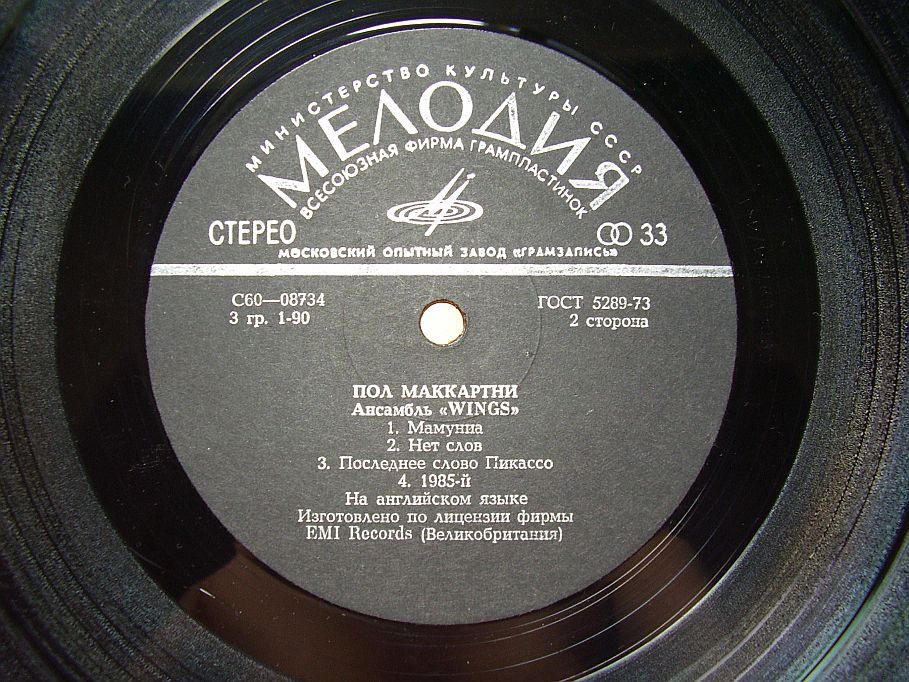 МИНИСТЕРСТВО КУЛЬТУРЫ СССР
МЕЛОДИЯ
ВСЕСОЮЗНАЯ ФИРМА ГРАМПЛАСТИНОК
СТЕРЕО
33
МОСКОВСКИЙ ОПЫТНЫЙ ЗАВОД «ГРАМЗАПИСЬ»
С60—08734
3 гр. 1-90
ГОСТ 5289-73
2 сторона
ПОЛ МАККАРТНИ
Ансамбль «WINGS»
1. Мамуниа
2. Нет слов
3. Последнее слово Пикассо
4. 1985-й
На английском языке
Изготовлено по лицензии фирмы
EMI Records (Великобритания)